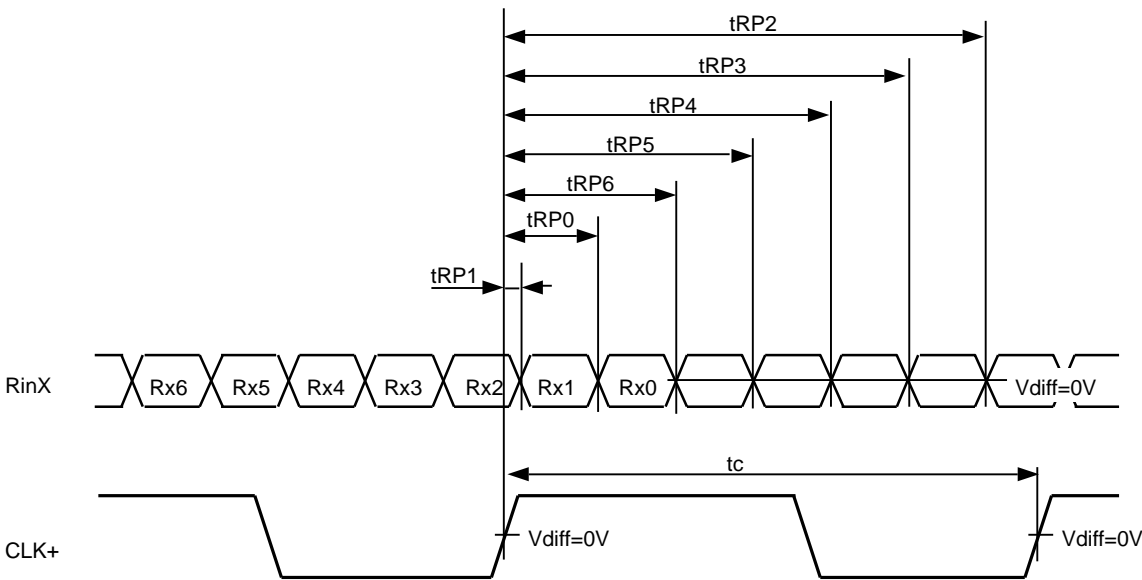 tRP2
tRP3
tRP4
tRP5
tRP6
tRP0
tRP1
RinX Rx6 Rx5 Rx4 Rx3 Rx2 Rx1 Rx0 Vdiff=0V
tc
CLK+ Vdiff=0V Vdiff=0V